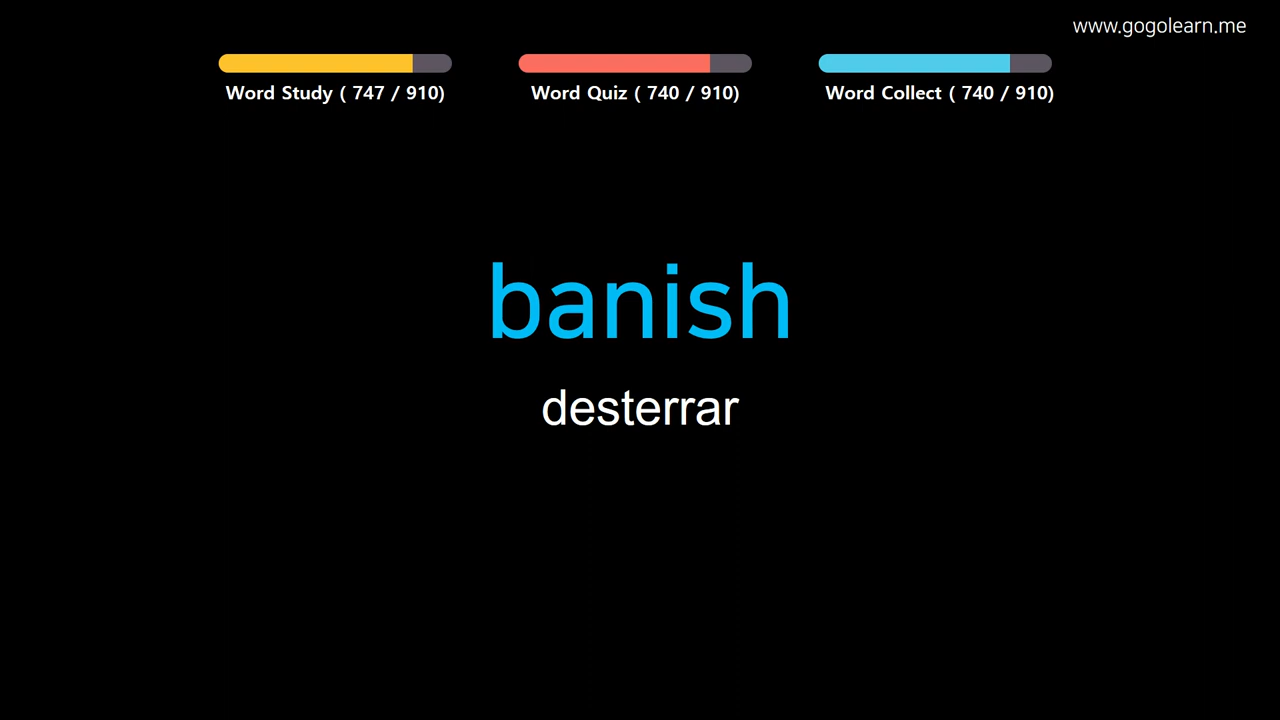 www.gogolearn.me
Word Study ( 747 / 910)
Word Quiz ( 740 / 910)
Word Collect ( 740 / 910)
banish
desterrar